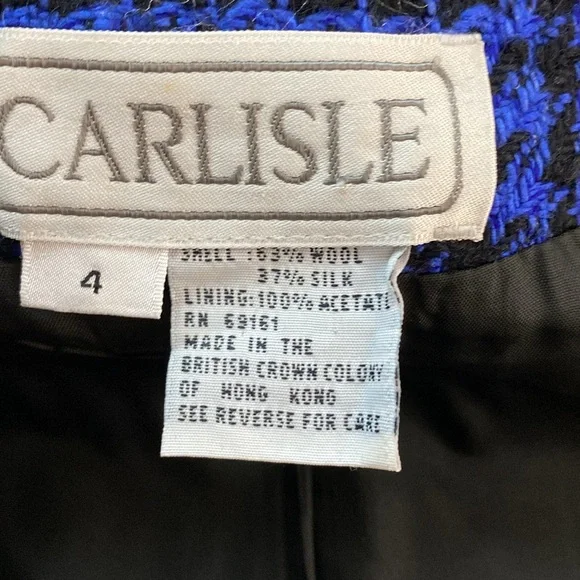 CARLISLE
4
SHELL : 63% WOOL
37% SILK
LINING: 100% ACETATE
RN 69161
MADE IN THE
BRITISH CROWN COLONY
OF HONG KONG
SEE REVERSE FOR CARE